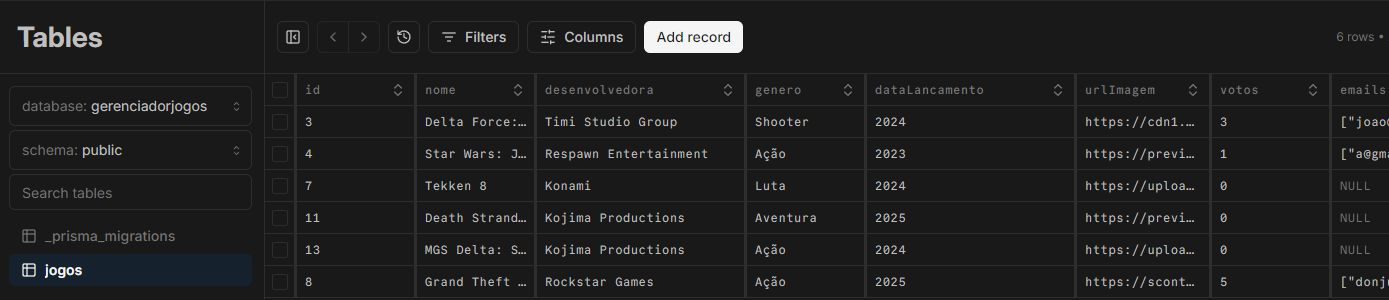 Tables
Filters
Columns
Add record
6 rows •
database: gerenciadorjogos
schema: public
Search tables
_prisma_migrations
jogos
id nome desenvolvedora genero dataLancamento urlImagem votos emails
3 Delta Force:… Timi Studio Group Shooter 2024 https://cdn1.… 3 ["joao
4 Star Wars: J… Respawn Entertainment Ação 2023 https://previ… 1 ["a@gma
7 Tekken 8 Konami Luta 2024 https://uploa… 0 NULL
11 Death Strand… Kojima Productions Aventura 2025 https://previ… 0 NULL
13 MGS Delta: S… Kojima Productions Ação 2024 https://uploa… 0 NULL
8 Grand Theft … Rockstar Games Ação 2025 https://scont… 5 ["donj